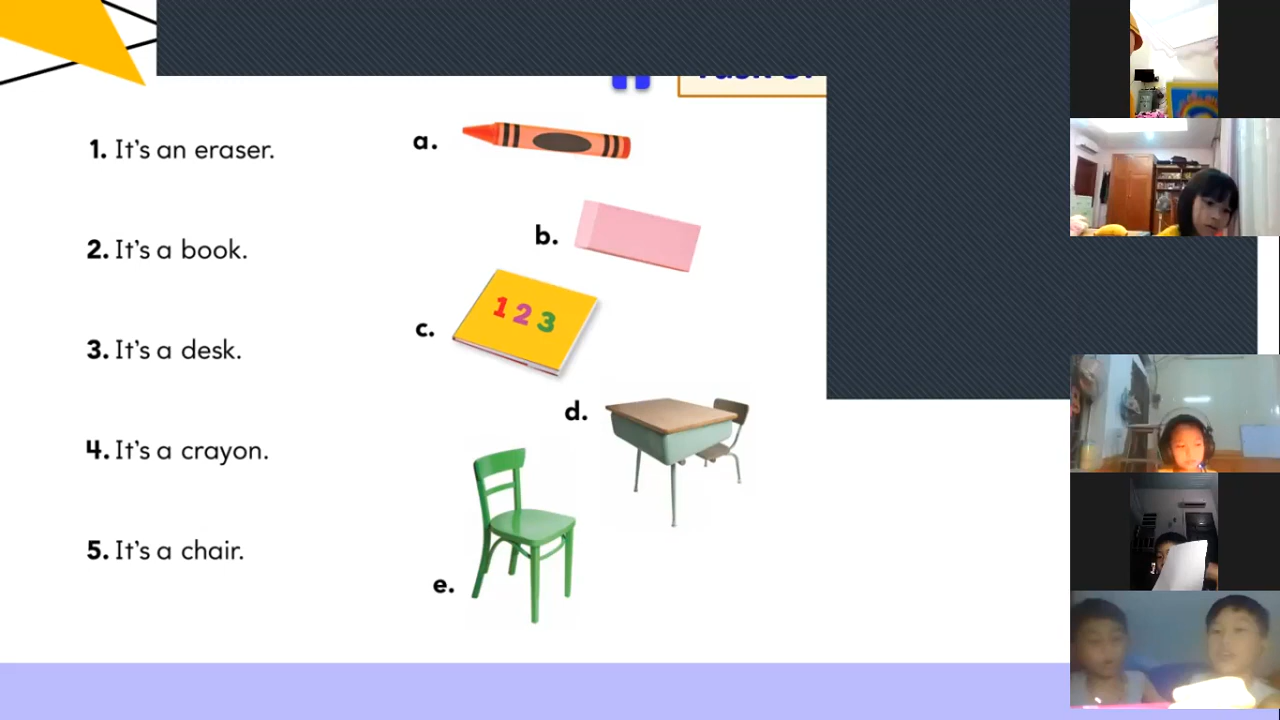 1. It's an eraser.
a.
b.
2. It's a book.
c.
1 2 3
3. It's a desk.
d.
4. It's a crayon.
5. It's a chair.
e.